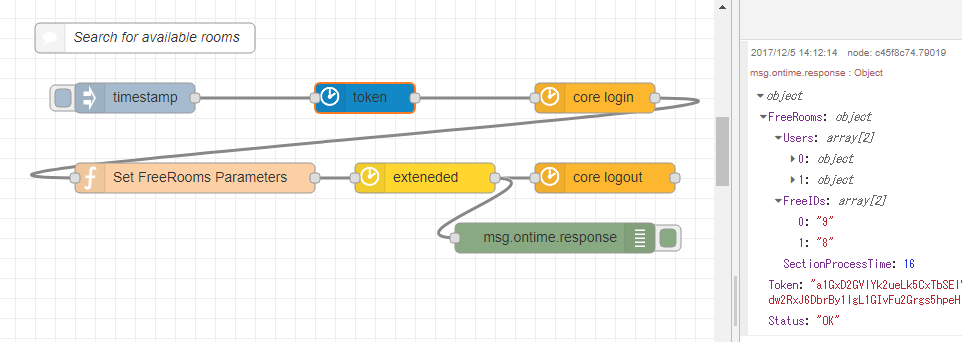 Search for available rooms
timestamp
token
core login
Set FreeRooms Parameters
exteneded
core logout
msg.ontime.response
2017/12/5 14:12:14 node: c45f8c74.79019
msg.ontime.response : Object
object
FreeRooms: object
Users: array[2]
0: object
1: object
FreeIDs: array[2]
0: "9"
1: "8"
SectionProcessTime: 16
Token:
Status: "OK"